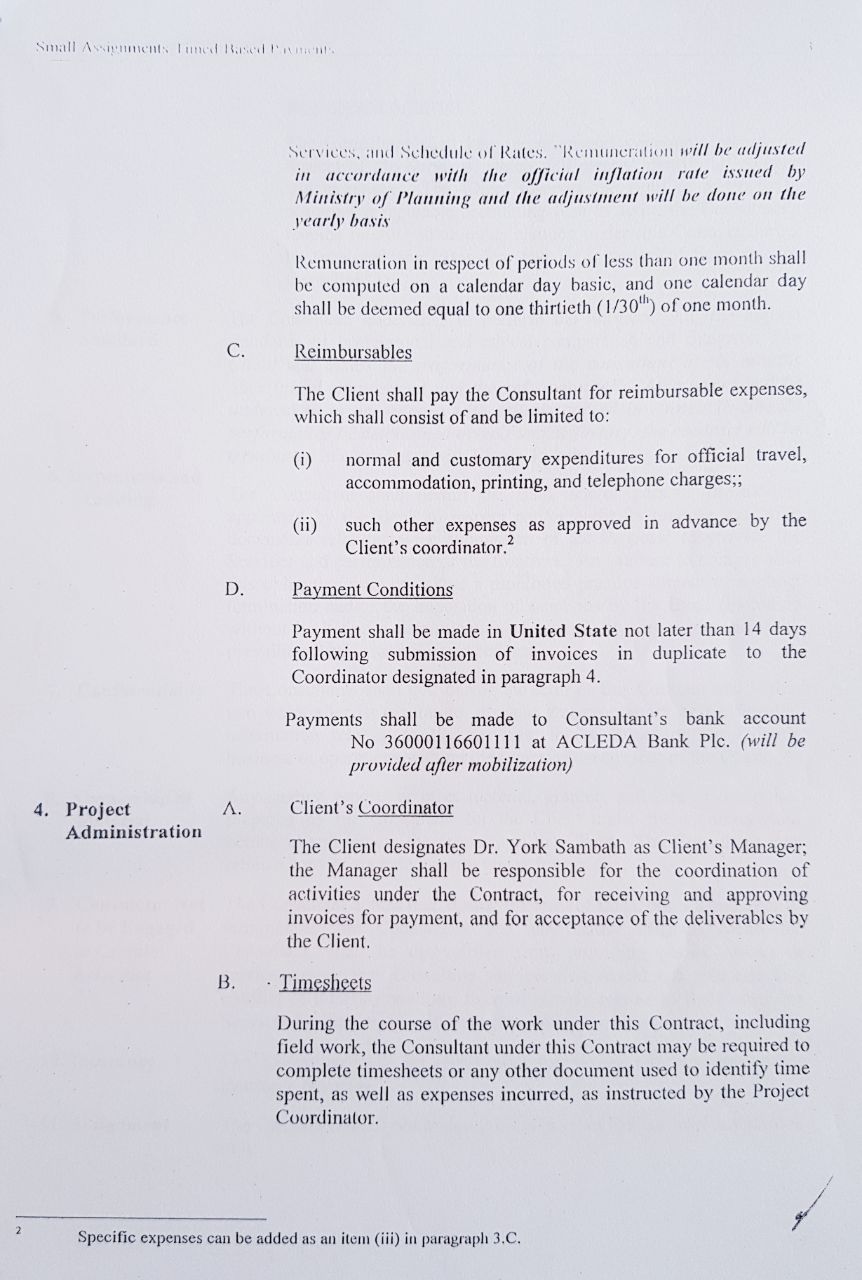 Small Assignments Timed Based Payments 3
Services, and Schedule of Rates. "Remuneration will be adjusted
in accordance with the official inflation rate issued by
Ministry of Planning and the adjustment will be done on the
yearly basis
Remuneration in respect of periods of less than one month shall
be computed on a calendar day basic, and one calendar day
shall be deemed equal to one thirtieth (1/30th) of one month.
C. Reimbursables
The Client shall pay the Consultant for reimbursable expenses,
which shall consist of and be limited to:
(i) normal and customary expenditures for official travel,
accommodation, printing, and telephone charges;;
(ii) such other expenses as approved in advance by the
Client's coordinator.2
D. Payment Conditions
Payment shall be made in United State not later than 14 days
following submission of invoices in duplicate to the
Coordinator designated in paragraph 4.
Payments shall be made to Consultant's bank account
No 36000116601111 at ACLEDA Bank Plc. (will be
provided after mobilization)
4. Project A. Client's Coordinator
Administration
The Client designates Dr. York Sambath as Client's Manager;
the Manager shall be responsible for the coordination of
activities under the Contract, for receiving and approving
invoices for payment, and for acceptance of the deliverables by
the Client.
B. Timesheets
During the course of the work under this Contract, including
field work, the Consultant under this Contract may be required to
complete timesheets or any other document used to identify time
spent, as well as expenses incurred, as instructed by the Project
Coordinator.
2 Specific expenses can be added as an item (iii) in paragraph 3.C.